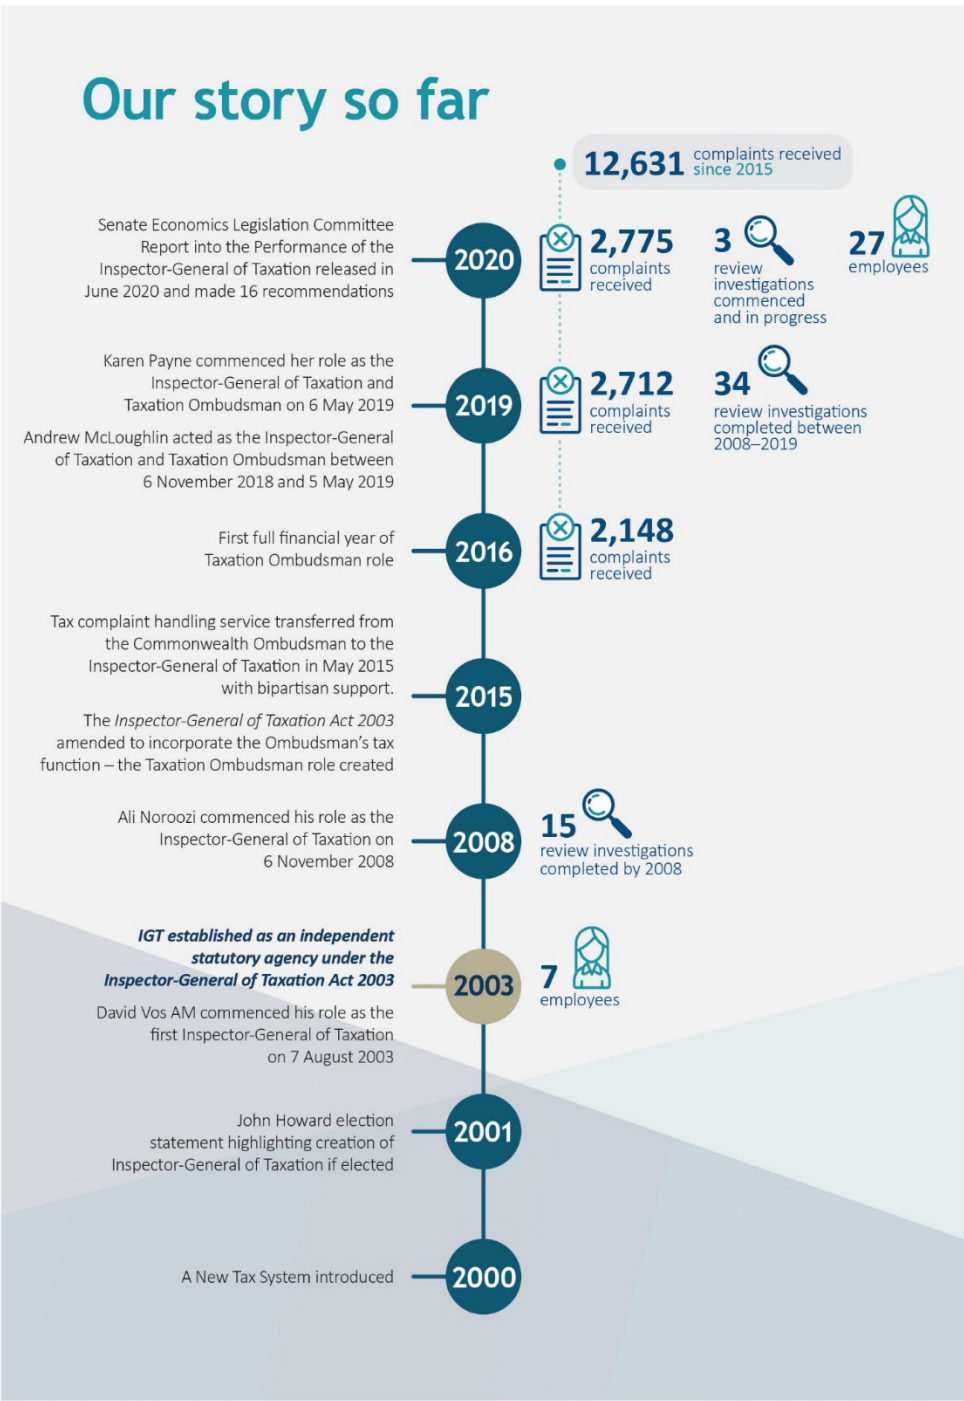 Our story so far
12,631 complaints received
since 2015
Senate Economics Legislation Committee
Report into the Performance of the
Inspector-General of Taxation released in
June 2020 and made 16 recommendations
2020
2,775
complaints
received
3
review
investigations
commenced
and in progress
27
employees
Karen Payne commenced her role as the
Inspector-General of Taxation and
Taxation Ombudsman on 6 May 2019
Andrew McLoughlin acted as the Inspector-General
of Taxation and Taxation Ombudsman between
6 November 2018 and 5 May 2019
2019
2,712
complaints
received
34
review investigations
completed between
2008–2019
First full financial year of
Taxation Ombudsman role
2016
2,148
complaints
received
Tax complaint handling service transferred from
the Commonwealth Ombudsman to the
Inspector-General of Taxation in May 2015
with bipartisan support.
The Inspector-General of Taxation Act 2003
amended to incorporate the Ombudsman's tax
function – the Taxation Ombudsman role created
2015
Ali Noroozi commenced his role as the
Inspector-General of Taxation on
6 November 2008
2008
15
review investigations
completed by 2008
IGT established as an independent
statutory agency under the
Inspector-General of Taxation Act 2003
David Vos AM commenced his role as the
first Inspector-General of Taxation
on 7 August 2003
2003
7
employees
John Howard election
statement highlighting creation of
Inspector-General of Taxation if elected
2001
A New Tax System introduced
2000